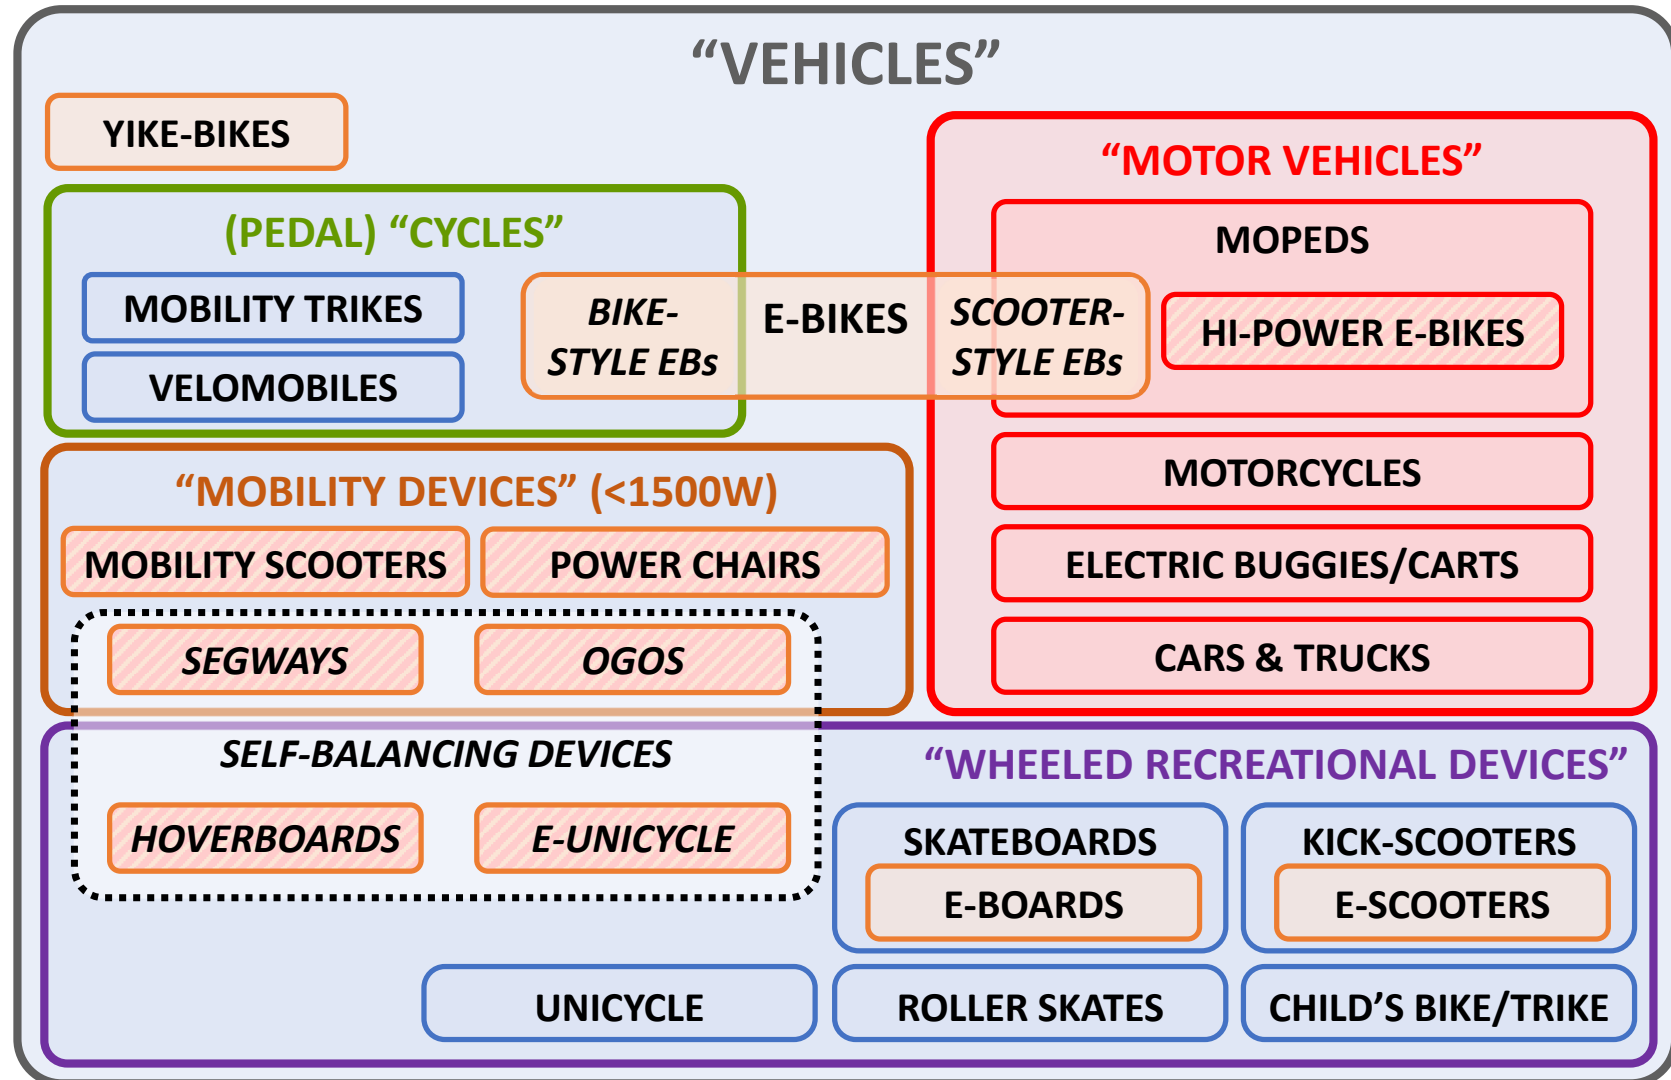 “VEHICLES”
YIKE-BIKES
(PEDAL) “CYCLES”
MOBILITY TRIKES
VELOMOBILES
BIKE-
STYLE EBs
E-BIKES
SCOOTER-
STYLE EBs
“MOTOR VEHICLES”
MOPEDS
HI-POWER E-BIKES
MOTORCYCLES
ELECTRIC BUGGIES/CARTS
CARS & TRUCKS
“MOBILITY DEVICES” (<1500W)
MOBILITY SCOOTERS
POWER CHAIRS
SEGWAYS
OGOS
SELF-BALANCING DEVICES
HOVERBOARDS
E-UNICYCLE
“WHEELED RECREATIONAL DEVICES”
SKATEBOARDS
E-BOARDS
KICK-SCOOTERS
E-SCOOTERS
UNICYCLE
ROLLER SKATES
CHILD’S BIKE/TRIKE